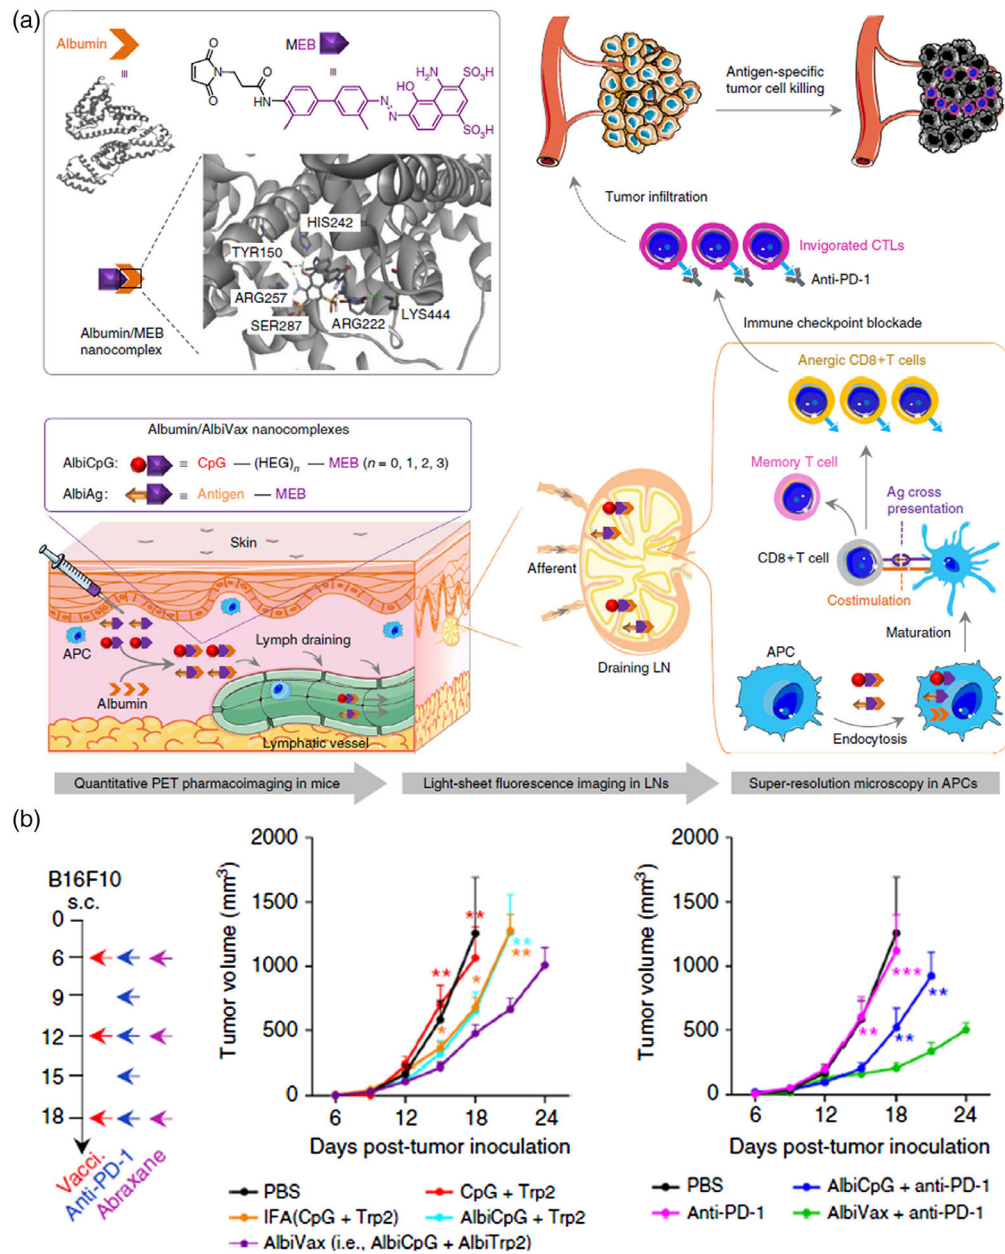 (a)
Albumin
MEB
O
N
O
O
NH
N
N
OH
NH₂
SO₃H
SO₃H
HIS242
TYR150
ARG257
SER287
ARG222
LYS444
Albumin/MEB
nanocomplex
Antigen-specific
tumor cell killing
Tumor infiltration
Invigorated CTLs
Anti-PD-1
Immune checkpoint blockade
Anergic CD8+T cells
Memory T cell
Ag cross
presentation
CD8+T cell
Costimulation
Maturation
APC
Endocytosis
Albumin/AlbiVax nanocomplexes
AlbiCpG: ≡ CpG — (HEG)n — MEB (n = 0, 1, 2, 3)
AlbiAg: ≡ Antigen — MEB
Skin
APC
Albumin
Lymph draining
Lymphatic vessel
Afferent
Draining LN
Quantitative PET pharmacoimaging in mice
Light-sheet fluorescence imaging in LNs
Super-resolution microscopy in APCs
(b)
B16F10
s.c.
0
6
9
12
15
18
Vacci.
Anti-PD-1
Abraxane
Tumor volume (mm³)
2000
1500
1000
500
0
6 12 18 24
Days post-tumor inoculation
**
**
*
*
**
**
PBS
CpG + Trp2
IFA(CpG + Trp2)
AlbiCpG + Trp2
AlbiVax (i.e., AlbiCpG + AlbiTrp2)
Tumor volume (mm³)
2000
1500
1000
500
0
6 12 18 24
Days post-tumor inoculation
***
**
**
**
PBS
AlbiCpG + anti-PD-1
Anti-PD-1
AlbiVax + anti-PD-1